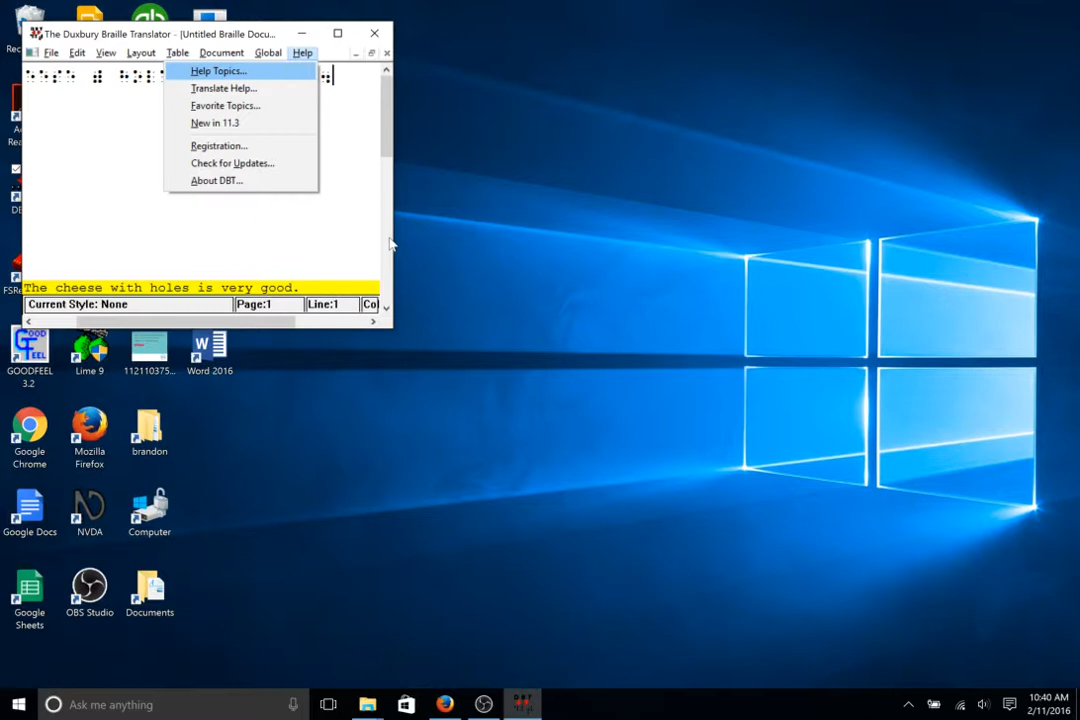 The Duxbury Braille Translator - [Untitled Braille Docu...
File Edit View Layout Table Document Global Help
Help Topics...
Translate Help...
Favorite Topics...
New in 11.3
Registration...
Check for Updates...
About DBT...
The cheese with holes is very good.
Current Style: None Page:1 Line:1 Co
GOODFEEL
3.2
Lime 9
112110375...
Word 2016
Google
Chrome
Mozilla
Firefox
brandon
Google Docs
NVDA
Computer
Google
Sheets
OBS Studio
Documents
Ask me anything
10:40 AM
2/11/2016